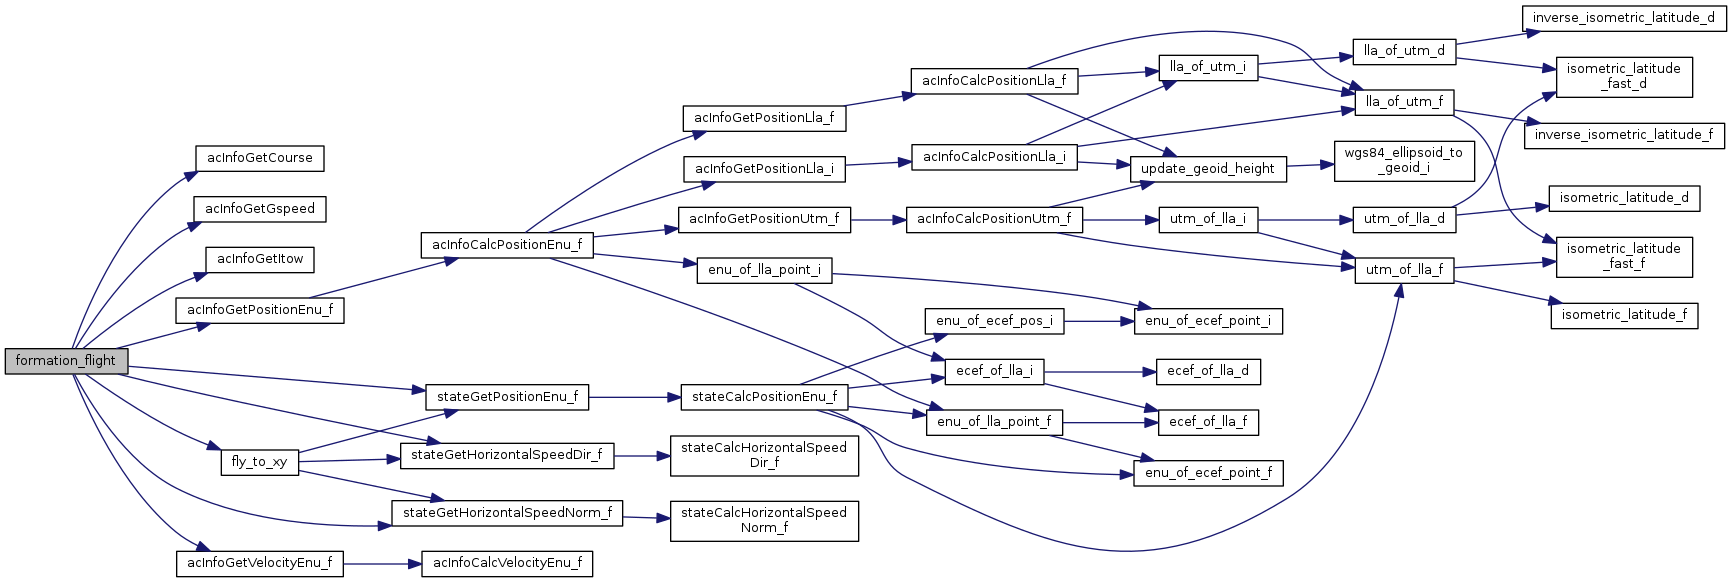 formation_flight
acInfoGetCourse
acInfoGetGspeed
acInfoGetItow
acInfoGetPositionEnu_f
fly_to_xy
acInfoGetVelocityEnu_f
acInfoCalcPositionEnu_f
stateGetPositionEnu_f
stateGetHorizontalSpeedDir_f
stateGetHorizontalSpeedNorm_f
acInfoCalcVelocityEnu_f
acInfoGetPositionLla_f
acInfoGetPositionLla_i
acInfoGetPositionUtm_f
enu_of_lla_point_i
stateCalcPositionEnu_f
stateCalcHorizontalSpeed
Dir_f
stateCalcHorizontalSpeed
Norm_f
acInfoCalcPositionLla_f
acInfoCalcPositionLla_i
acInfoCalcPositionUtm_f
enu_of_ecef_pos_i
ecef_of_lla_i
enu_of_lla_point_f
lla_of_utm_i
update_geoid_height
utm_of_lla_i
enu_of_ecef_point_i
ecef_of_lla_d
ecef_of_lla_f
enu_of_ecef_point_f
lla_of_utm_d
lla_of_utm_f
wgs84_ellipsoid_to
_geoid_i
utm_of_lla_d
utm_of_lla_f
inverse_isometric_latitude_d
isometric_latitude
_fast_d
inverse_isometric_latitude_f
isometric_latitude_d
isometric_latitude
_fast_f
isometric_latitude_f